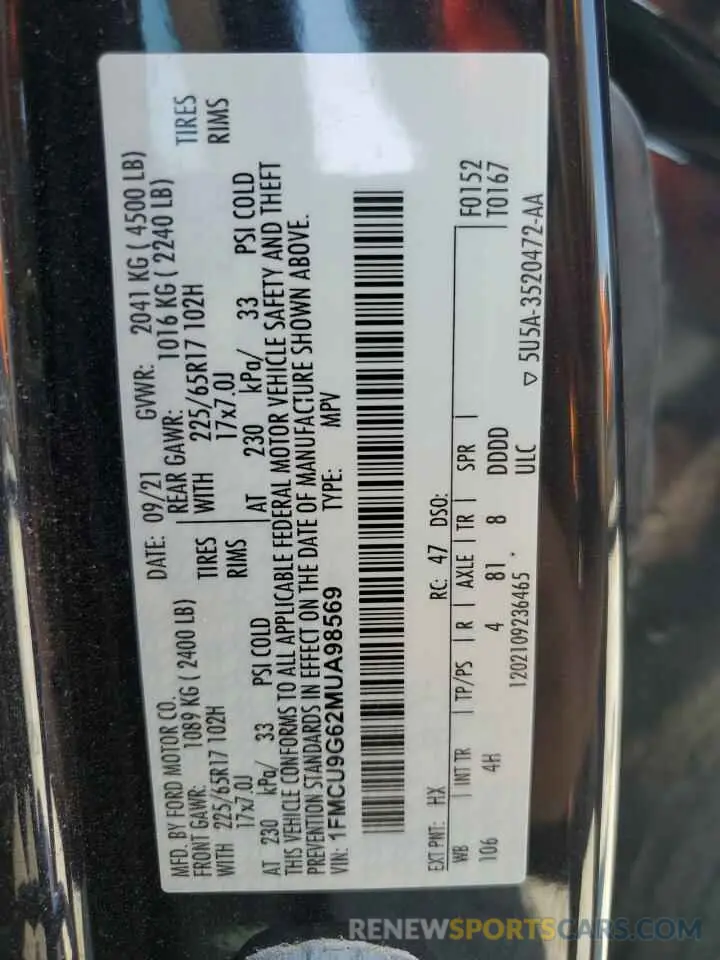 MFD. BY FORD MOTOR CO. DATE: 09/21 GVWR: 2041 KG ( 4500 LB)
FRONT GAWR: 1089 KG ( 2400 LB) REAR GAWR: 1016 KG ( 2240 LB)
WITH 225/65R17 102H TIRES WITH 225/65R17 102H TIRES
17x7.0J RIMS 17x7.0J RIMS
AT 230 kPa/ 33 PSI COLD AT 230 kPa/ 33 PSI COLD
THIS VEHICLE CONFORMS TO ALL APPLICABLE FEDERAL MOTOR VEHICLE SAFETY AND THEFT
PREVENTION STANDARDS IN EFFECT ON THE DATE OF MANUFACTURE SHOWN ABOVE.
VIN: 1FMCU9G62MUA98569 TYPE: MPV
EXT PNT: HX RC: 47 DSO: F0152
WB INT TR TP/PS R AXLE TR SPR T0167
106 4H 4 81 8 DDDD
1202109236465 ULC ▽ 5U5A-3520472-AA
RENEWSPORTSCARS.COM